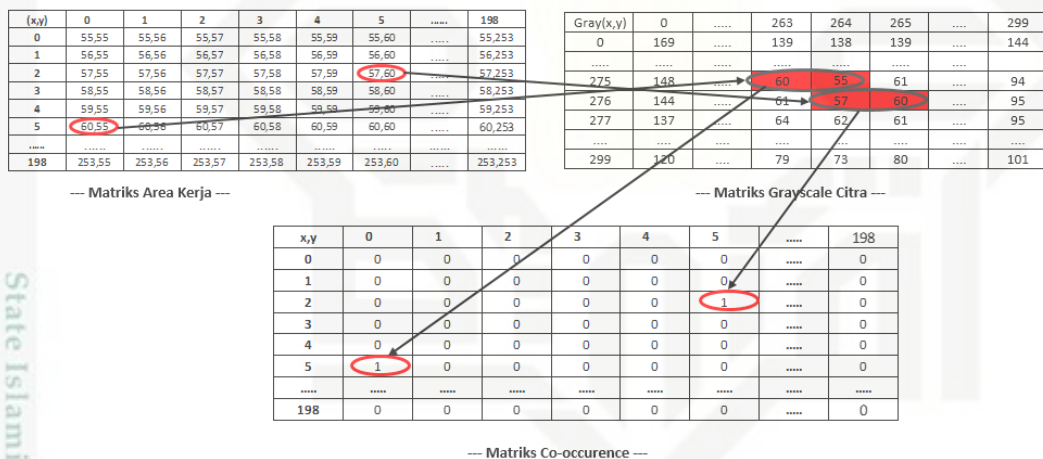 (x,y) 0 1 2 3 4 5 ...... 198
0 55,55 55,56 55,57 55,58 55,59 55,60 ..... 55,253
1 56,55 56,56 56,57 56,58 56,59 56,60 ..... 56,253
2 57,55 57,56 57,57 57,58 57,59 57,60 ..... 57,253
3 58,55 58,56 58,57 58,58 58,59 58,60 ..... 58,253
4 59,55 59,56 59,57 59,58 59,59 59,60 ..... 59,253
5 60,55 60,56 60,57 60,58 60,59 60,60 ..... 60,253
...... ...... ...... ...... ...... ...... ...... ...... ......
198 253,55 253,56 253,57 253,58 253,59 253,60 ..... 253,253
--- Matriks Area Kerja ---
Gray(x,y) 0 ..... 263 264 265 .... 299
0 169 ..... 139 138 139 .... 144
..... ..... ..... .... .... .... .... ....
275 148 ..... 60 55 61 .... 94
276 144 ..... 61 57 60 .... 95
277 137 ..... 64 62 61 .... 95
.... .... .... .... .... .... .... ....
299 120 .... 79 73 80 .... 101
--- Matriks Grayscale Citra ---
x,y 0 1 2 3 4 5 ..... 198
0 0 0 0 0 0 0 ..... 0
1 0 0 0 0 0 0 ..... 0
2 0 0 0 0 0 1 ..... 0
3 0 0 0 0 0 0 ..... 0
4 0 0 0 0 0 0 ..... 0
5 1 0 0 0 0 0 ..... 0
..... ..... ..... ..... ..... ..... ..... ..... .....
198 0 0 0 0 0 0 ..... 0
--- Matriks Co-occurence ---
State Islami